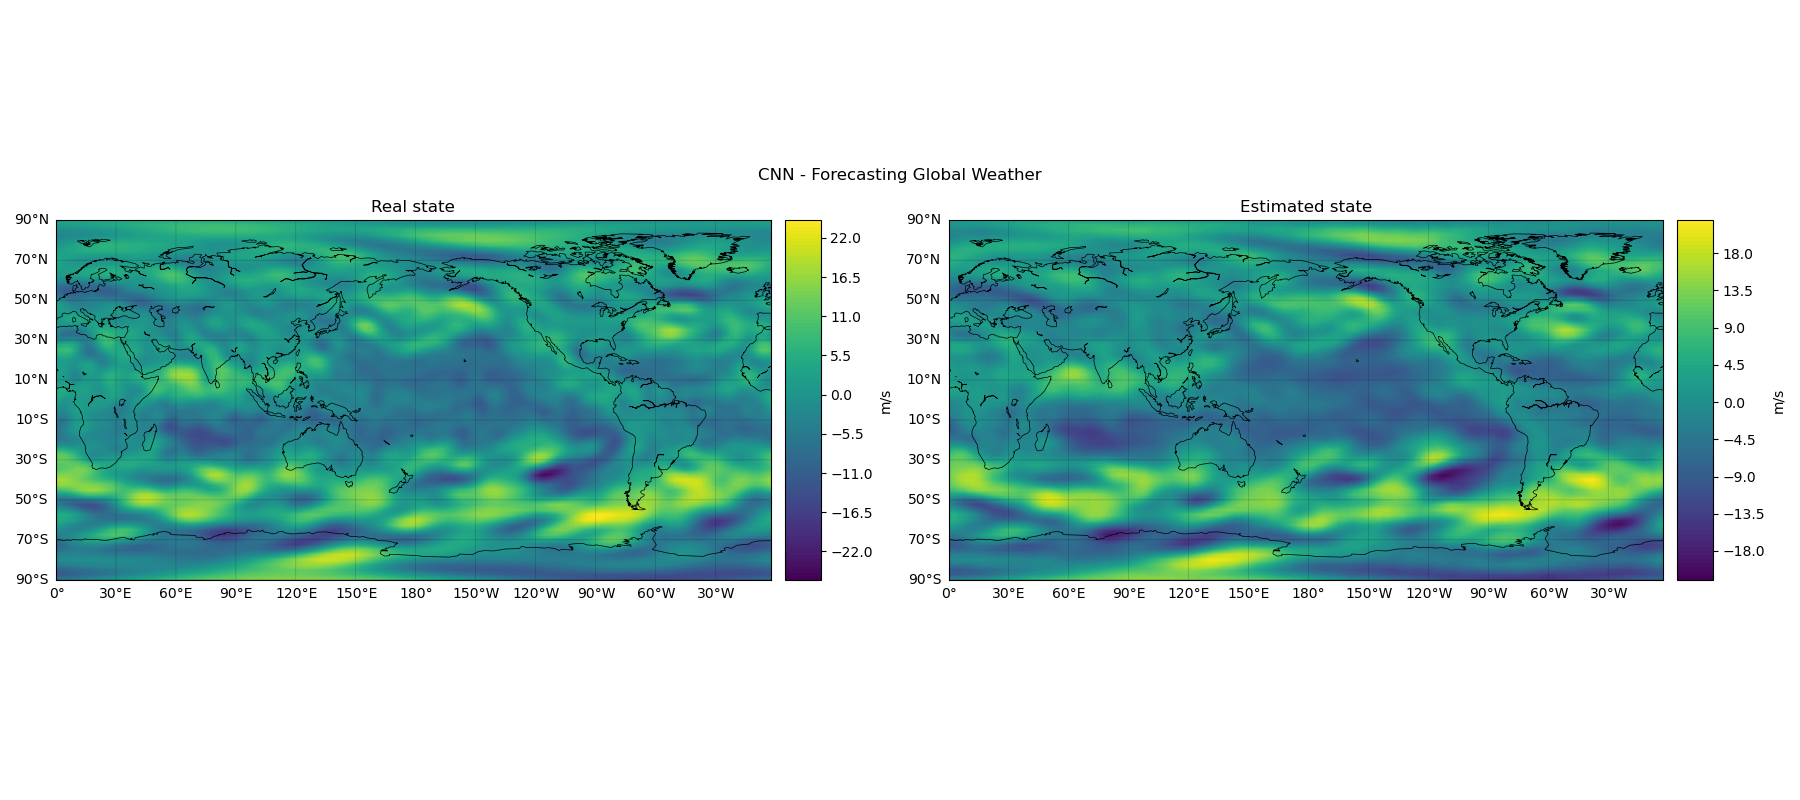 CNN - Forecasting Global Weather
Real state
90°N
70°N
50°N
30°N
10°N
10°S
30°S
50°S
70°S
90°S
0°
30°E
60°E
90°E
120°E
150°E
180°
150°W
120°W
90°W
60°W
30°W
22.0
16.5
11.0
5.5
0.0
−5.5
−11.0
−16.5
−22.0
m/s
Estimated state
90°N
70°N
50°N
30°N
10°N
10°S
30°S
50°S
70°S
90°S
0°
30°E
60°E
90°E
120°E
150°E
180°
150°W
120°W
90°W
60°W
30°W
18.0
13.5
9.0
4.5
0.0
−4.5
−9.0
−13.5
−18.0
m/s